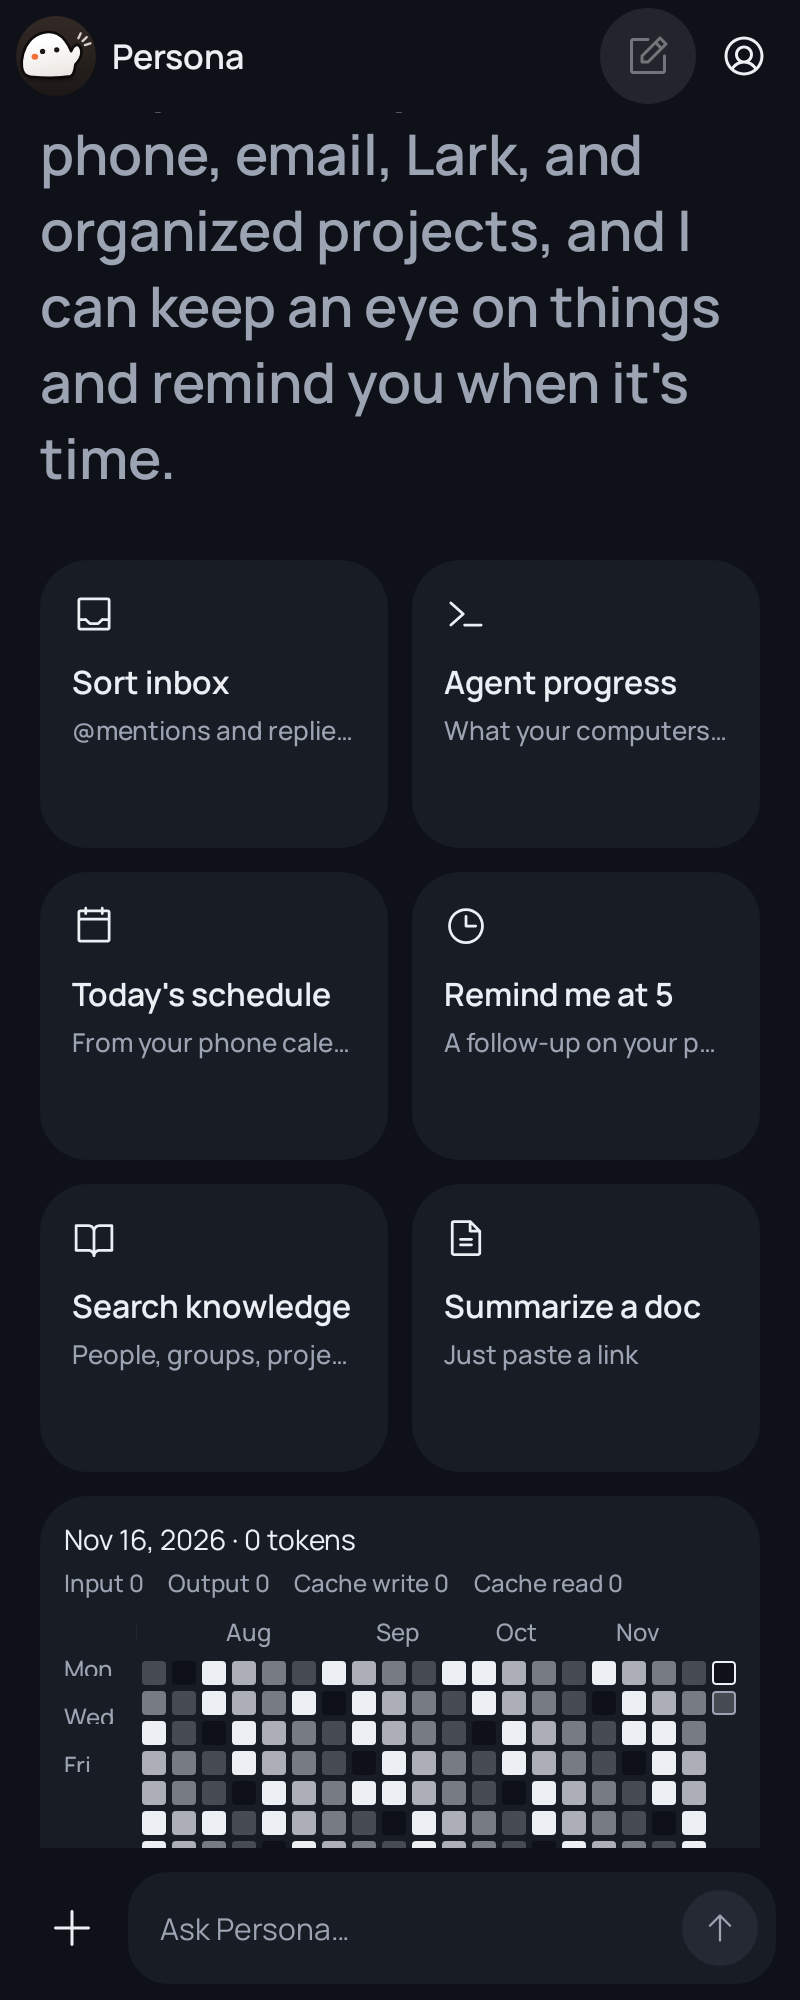 Persona
phone, email, Lark, and
organized projects, and I
can keep an eye on things
and remind you when it's
time.
Sort inbox
@mentions and replie…
Agent progress
What your computers…
Today's schedule
From your phone cale…
Remind me at 5
A follow-up on your p…
Search knowledge
People, groups, proje…
Summarize a doc
Just paste a link
Nov 16, 2026 · 0 tokens
Input 0 Output 0 Cache write 0 Cache read 0
Aug Sep Oct Nov
Mon
Wed
Fri
Ask Persona…